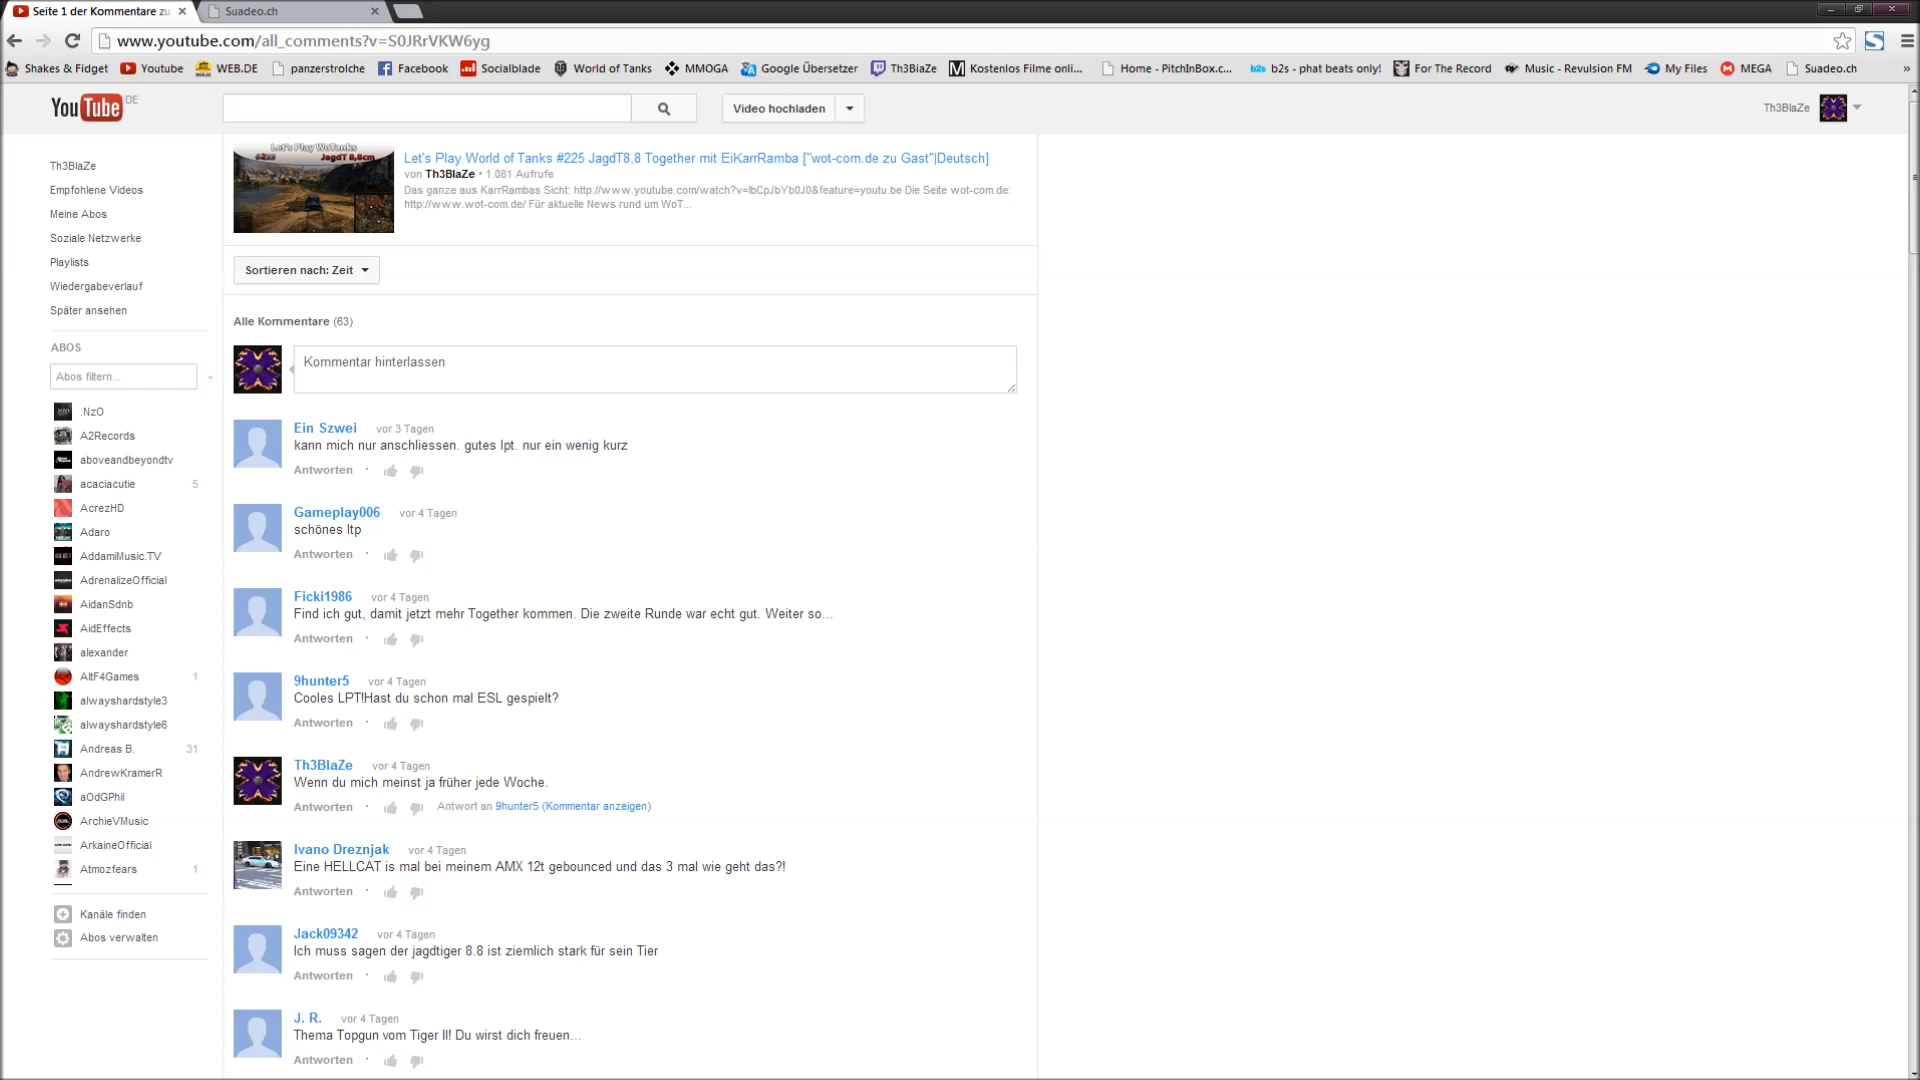 Seite 1 der Kommentare zu
Suadeo.ch
www.youtube.com/all_comments?v=S0JRrVKW6yg
Shakes & Fidget
Youtube
WEB.DE
panzerstrolche
Facebook
Socialblade
World of Tanks
MMOGA
Google Übersetzer
Th3BlaZe
Kostenlos Filme onli...
Home - PitchInBox.c...
b2s - phat beats only!
For The Record
Music - Revulsion FM
My Files
MEGA
Suadeo.ch
»
YouTube DE
Video hochladen
Th3BlaZe
Th3BlaZe
Empfohlene Videos
Meine Abos
Soziale Netzwerke
Playlists
Wiedergabeverlauf
Später ansehen
ABOS
Abos filtern...
.NzO
A2Records
aboveandbeyondtv
acaciacutie 5
AcrezHD
Adaro
AddamiMusic.TV
AdrenalizeOfficial
AidanSdnb
AidEffects
alexander
AltF4Games 1
alwayshardstyle3
alwayshardstyle6
Andreas B. 31
AndrewKramerR
aOdGPhil
ArchieVMusic
ArkaineOfficial
Atmozfears 1
Kanäle finden
Abos verwalten
Let's Play WoTanks
#225 JagdT 8,8cm
Let's Play World of Tanks #225 JagdT8,8 Together mit EiKarrRamba ["wot-com.de zu Gast"|Deutsch]
von Th3BlaZe • 1.081 Aufrufe
Das ganze aus KarrRambas Sicht: http://www.youtube.com/watch?v=lbCpJbYb0J0&feature=youtu.be Die Seite wot-com.de:
http://www.wot-com.de/ Für aktuelle News rund um WoT...
Sortieren nach: Zeit
Alle Kommentare (63)
Kommentar hinterlassen
Ein Szwei vor 3 Tagen
kann mich nur anschliessen. gutes lpt. nur ein wenig kurz
Antworten ·
Gameplay006 vor 4 Tagen
schönes ltp
Antworten ·
Ficki1986 vor 4 Tagen
Find ich gut, damit jetzt mehr Together kommen. Die zweite Runde war echt gut. Weiter so...
Antworten ·
9hunter5 vor 4 Tagen
Cooles LPT!Hast du schon mal ESL gespielt?
Antworten ·
Th3BlaZe vor 4 Tagen
Wenn du mich meinst ja früher jede Woche.
Antworten · Antwort an 9hunter5 (Kommentar anzeigen)
Ivano Dreznjak vor 4 Tagen
Eine HELLCAT is mal bei meinem AMX 12t gebounced und das 3 mal wie geht das?!
Antworten ·
Jack09342 vor 4 Tagen
Ich muss sagen der jagdtiger 8.8 ist ziemlich stark für sein Tier
Antworten ·
J. R. vor 4 Tagen
Thema Topgun vom Tiger II! Du wirst dich freuen...
Antworten ·